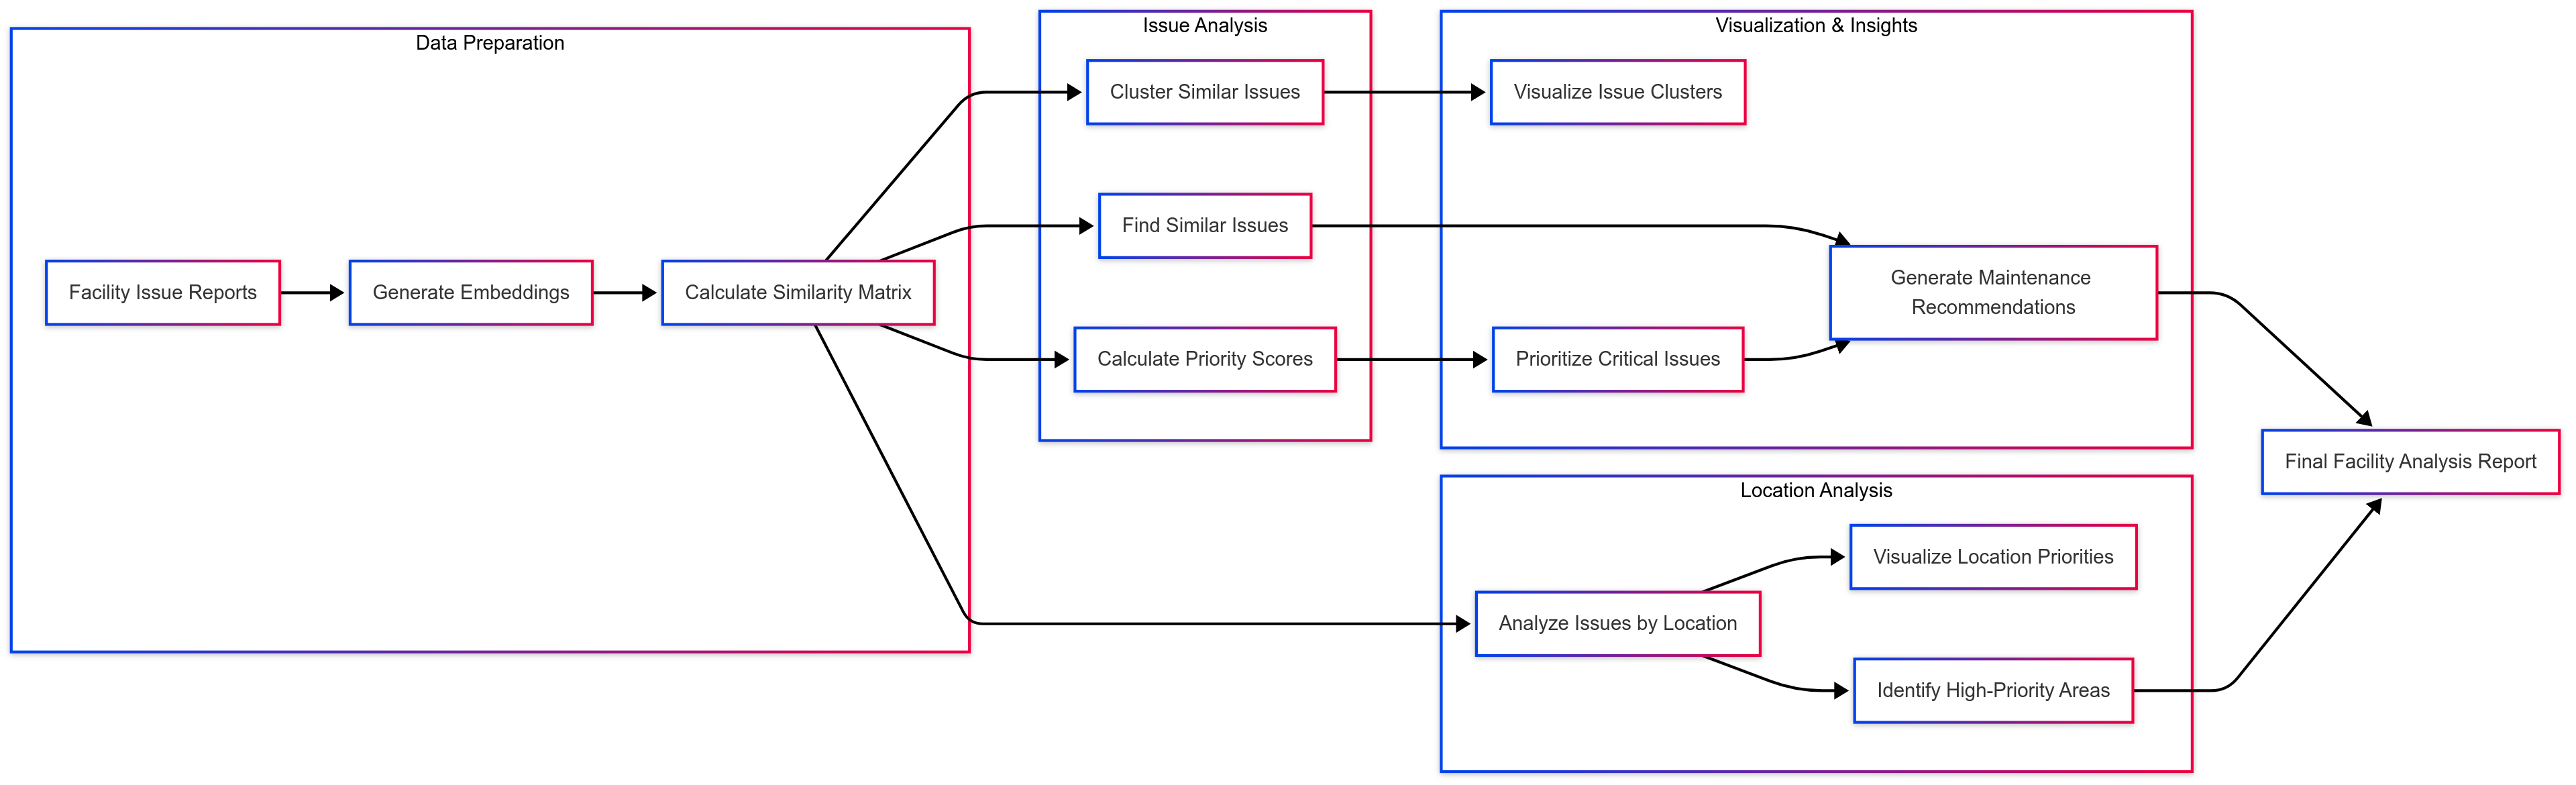 Data Preparation
Facility Issue Reports
Generate Embeddings
Calculate Similarity Matrix
Issue Analysis
Cluster Similar Issues
Find Similar Issues
Calculate Priority Scores
Visualization & Insights
Visualize Issue Clusters
Prioritize Critical Issues
Generate Maintenance
Recommendations
Location Analysis
Analyze Issues by Location
Visualize Location Priorities
Identify High-Priority Areas
Final Facility Analysis Report